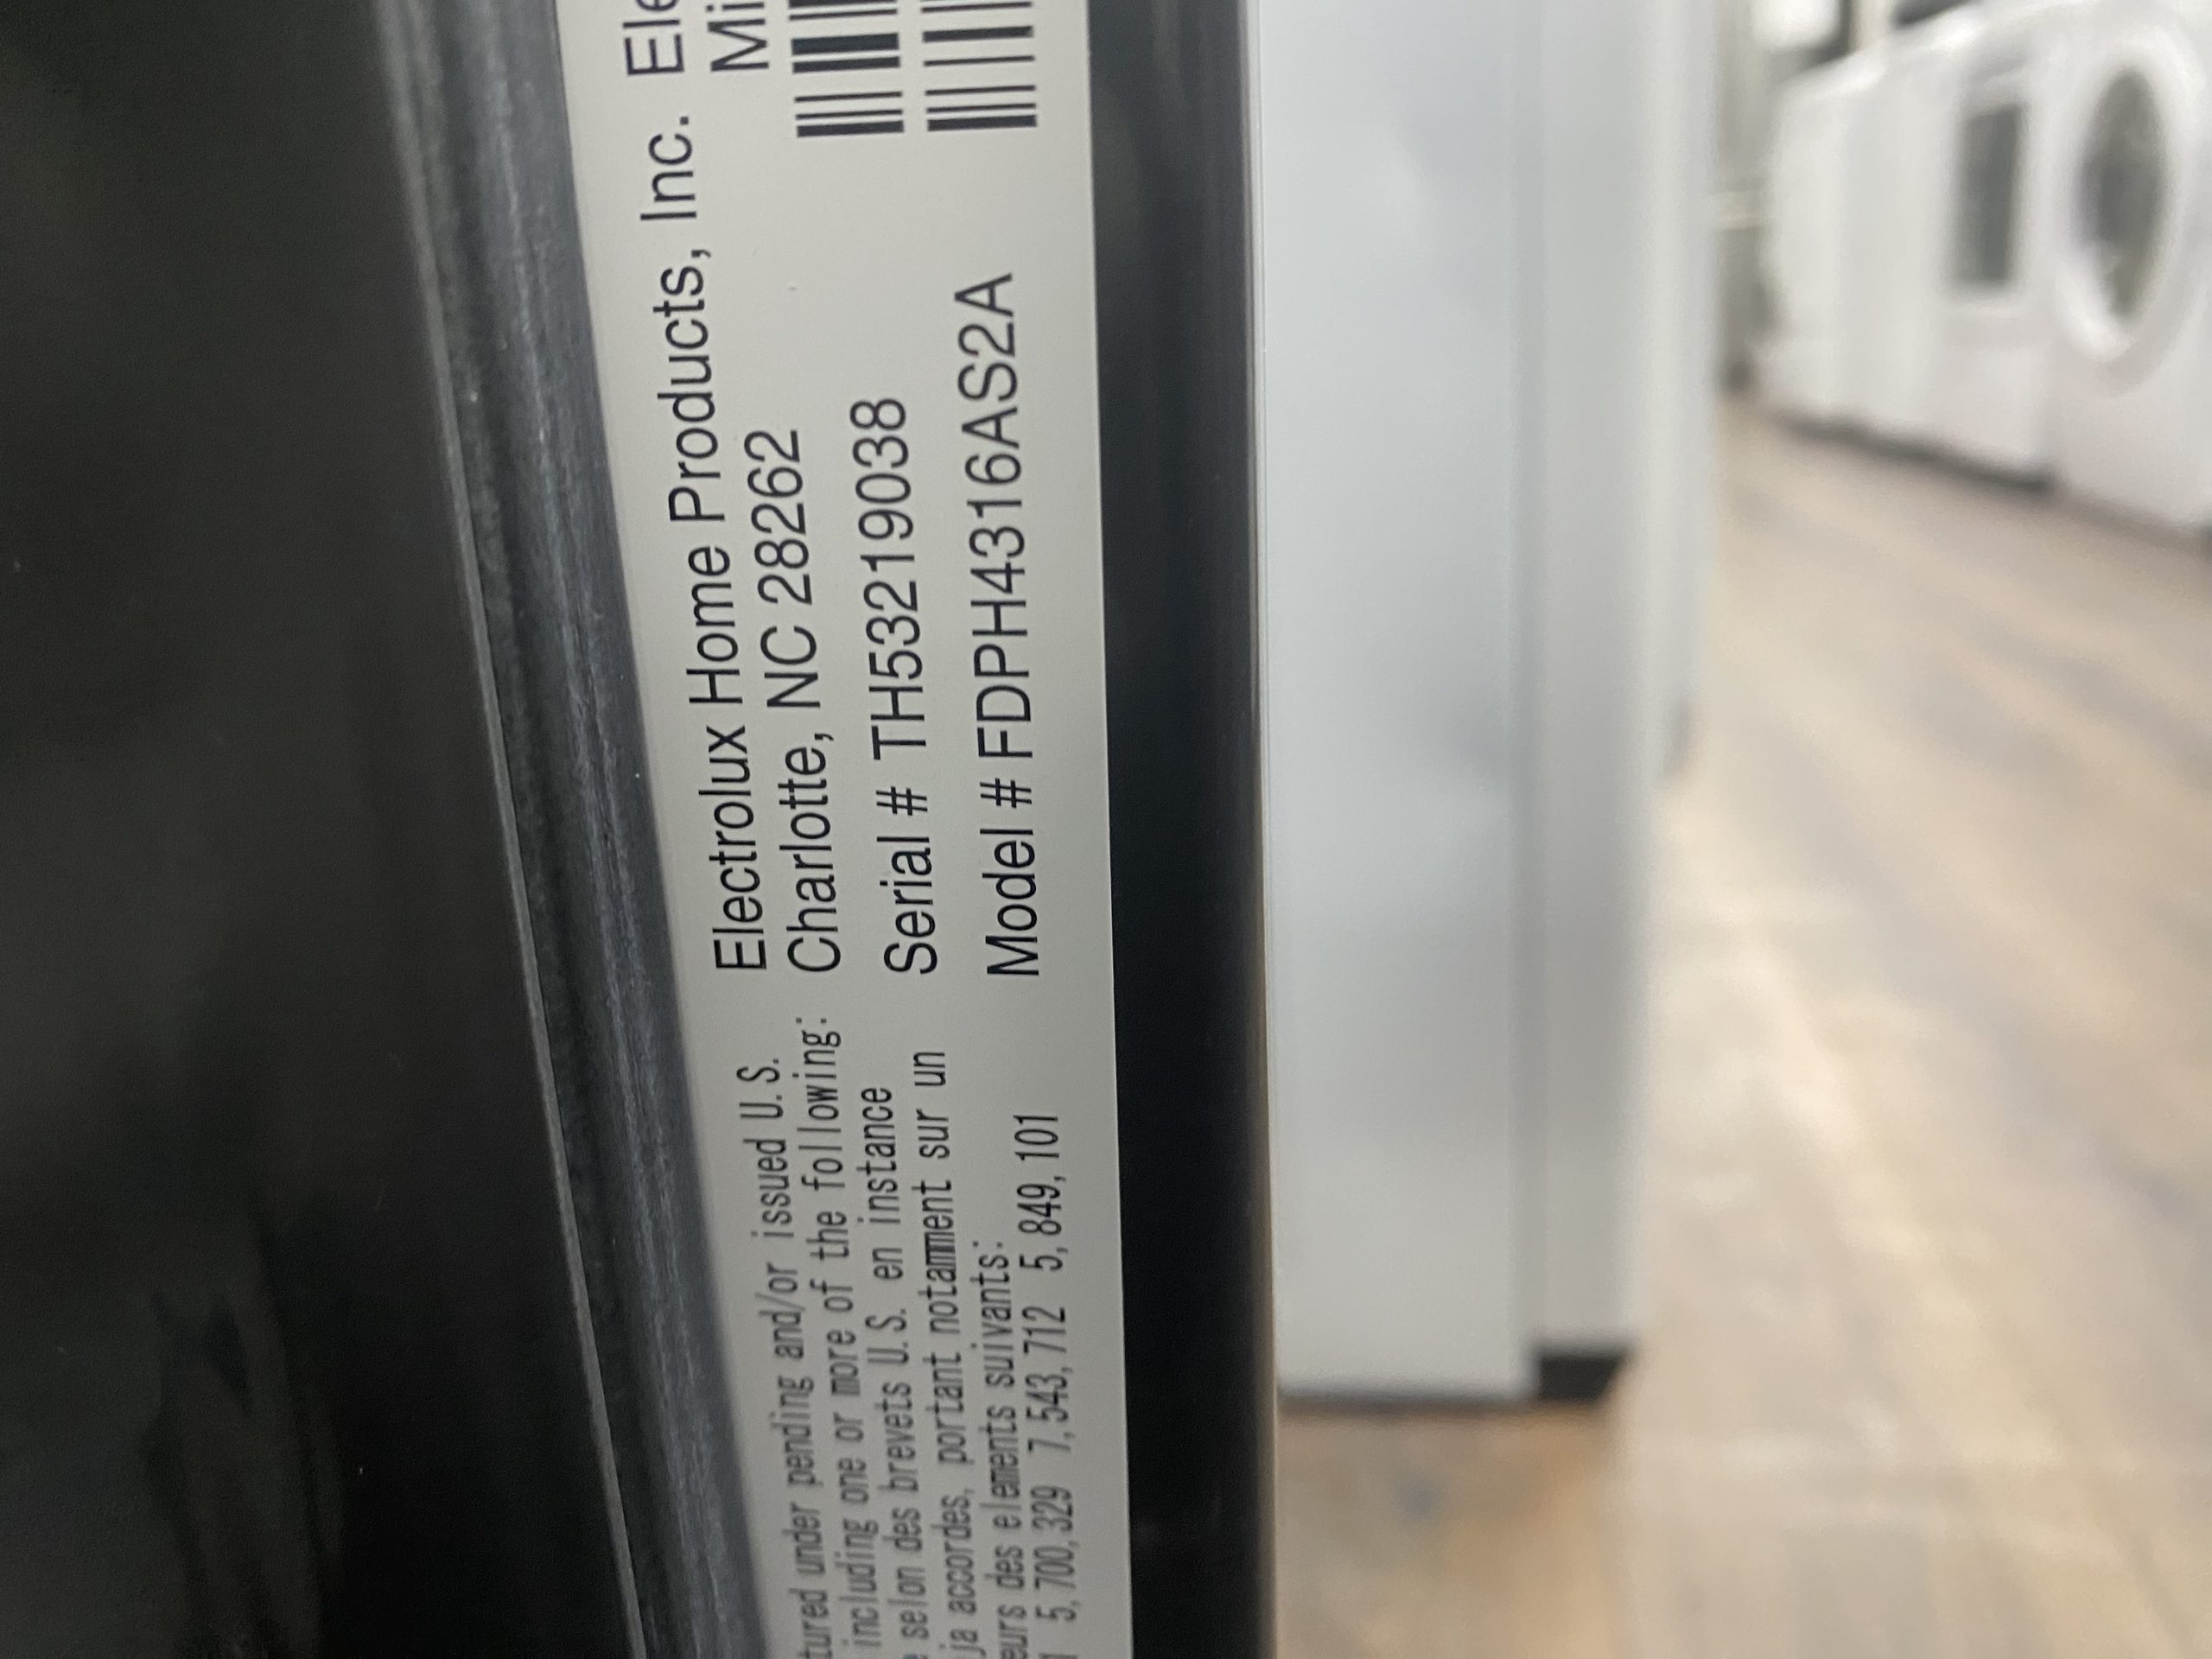 tured under pending and/or issued U.S.
including one or more of the following:
selon des brevets U.S. en instance
ja accordes, portant notamment sur un
eurs des elements suivants:
5,700,329 7,543,712 5,849,101
Electrolux Home Products, Inc. Ele
Charlotte, NC 28262 Mi
Serial # TH53219038
Model # FDPH4316AS2A